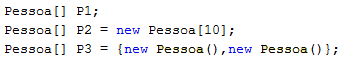 Pessoa[] P1;
Pessoa[] P2 = new Pessoa[10];
Pessoa[] P3 = {new Pessoa(),new Pessoa()};